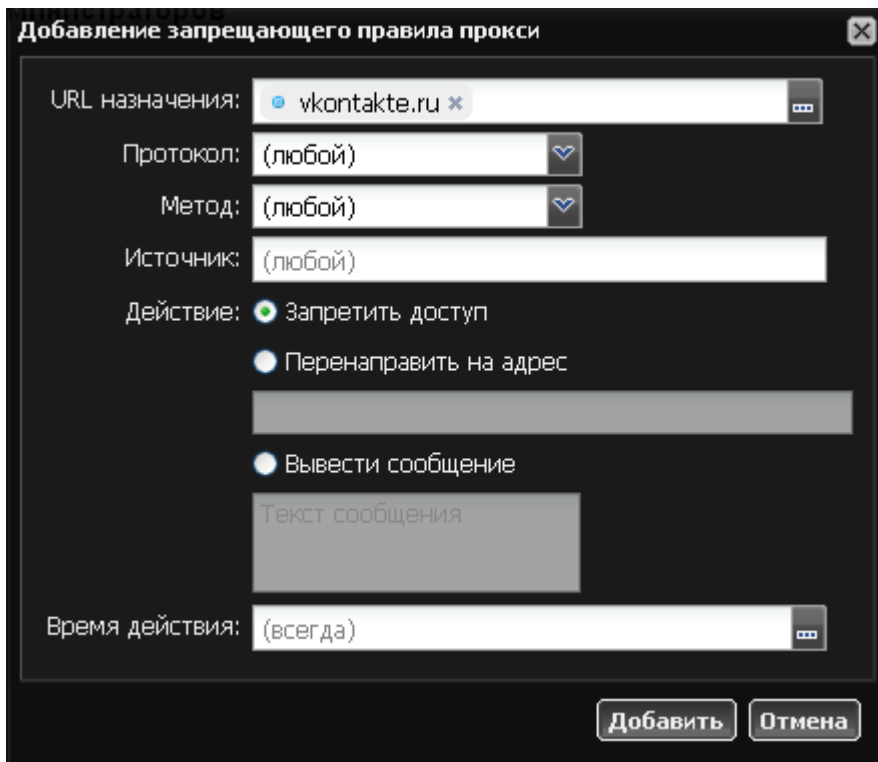 Добавление запрещающего правила прокси
URL назначения: vkontakte.ru
Протокол: (любой)
Метод: (любой)
Источник: (любой)
Действие: Запретить доступ
Перенаправить на адрес
Вывести сообщение
Текст сообщения
Время действия: (всегда)
Добавить Отмена